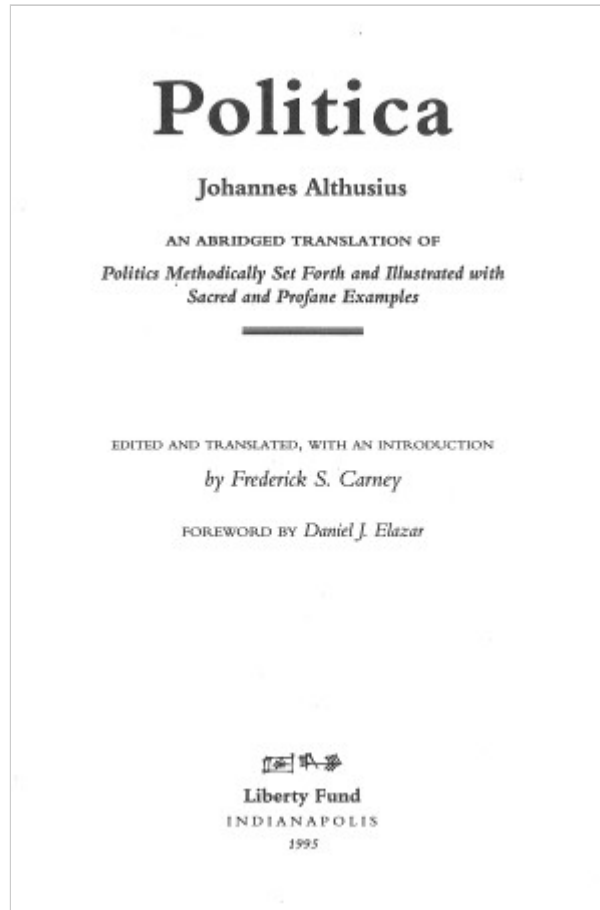 Politica
Johannes Althusius
AN ABRIDGED TRANSLATION OF
Politics Methodically Set Forth and Illustrated with
Sacred and Profane Examples
EDITED AND TRANSLATED, WITH AN INTRODUCTION
by Frederick S. Carney
FOREWORD BY Daniel J. Elazar
Liberty Fund
INDIANAPOLIS
1995